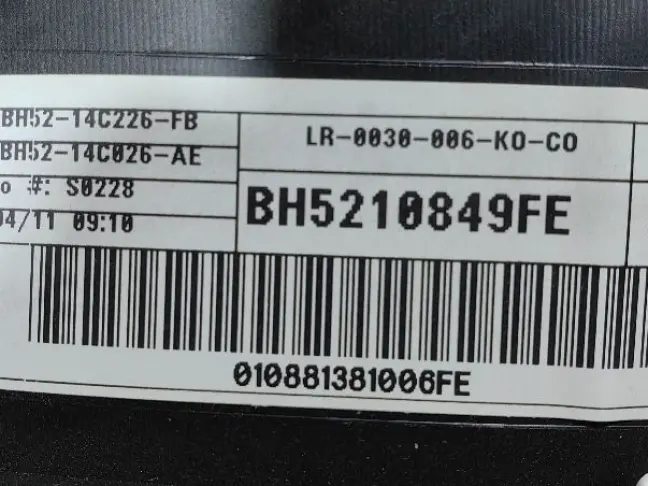 BH52-14C226-FB
LR-0030-006-KO-CO
BH52-14C026-AE
o #: S0228
BH5210849FE
04/11 09:10
010881381006FE